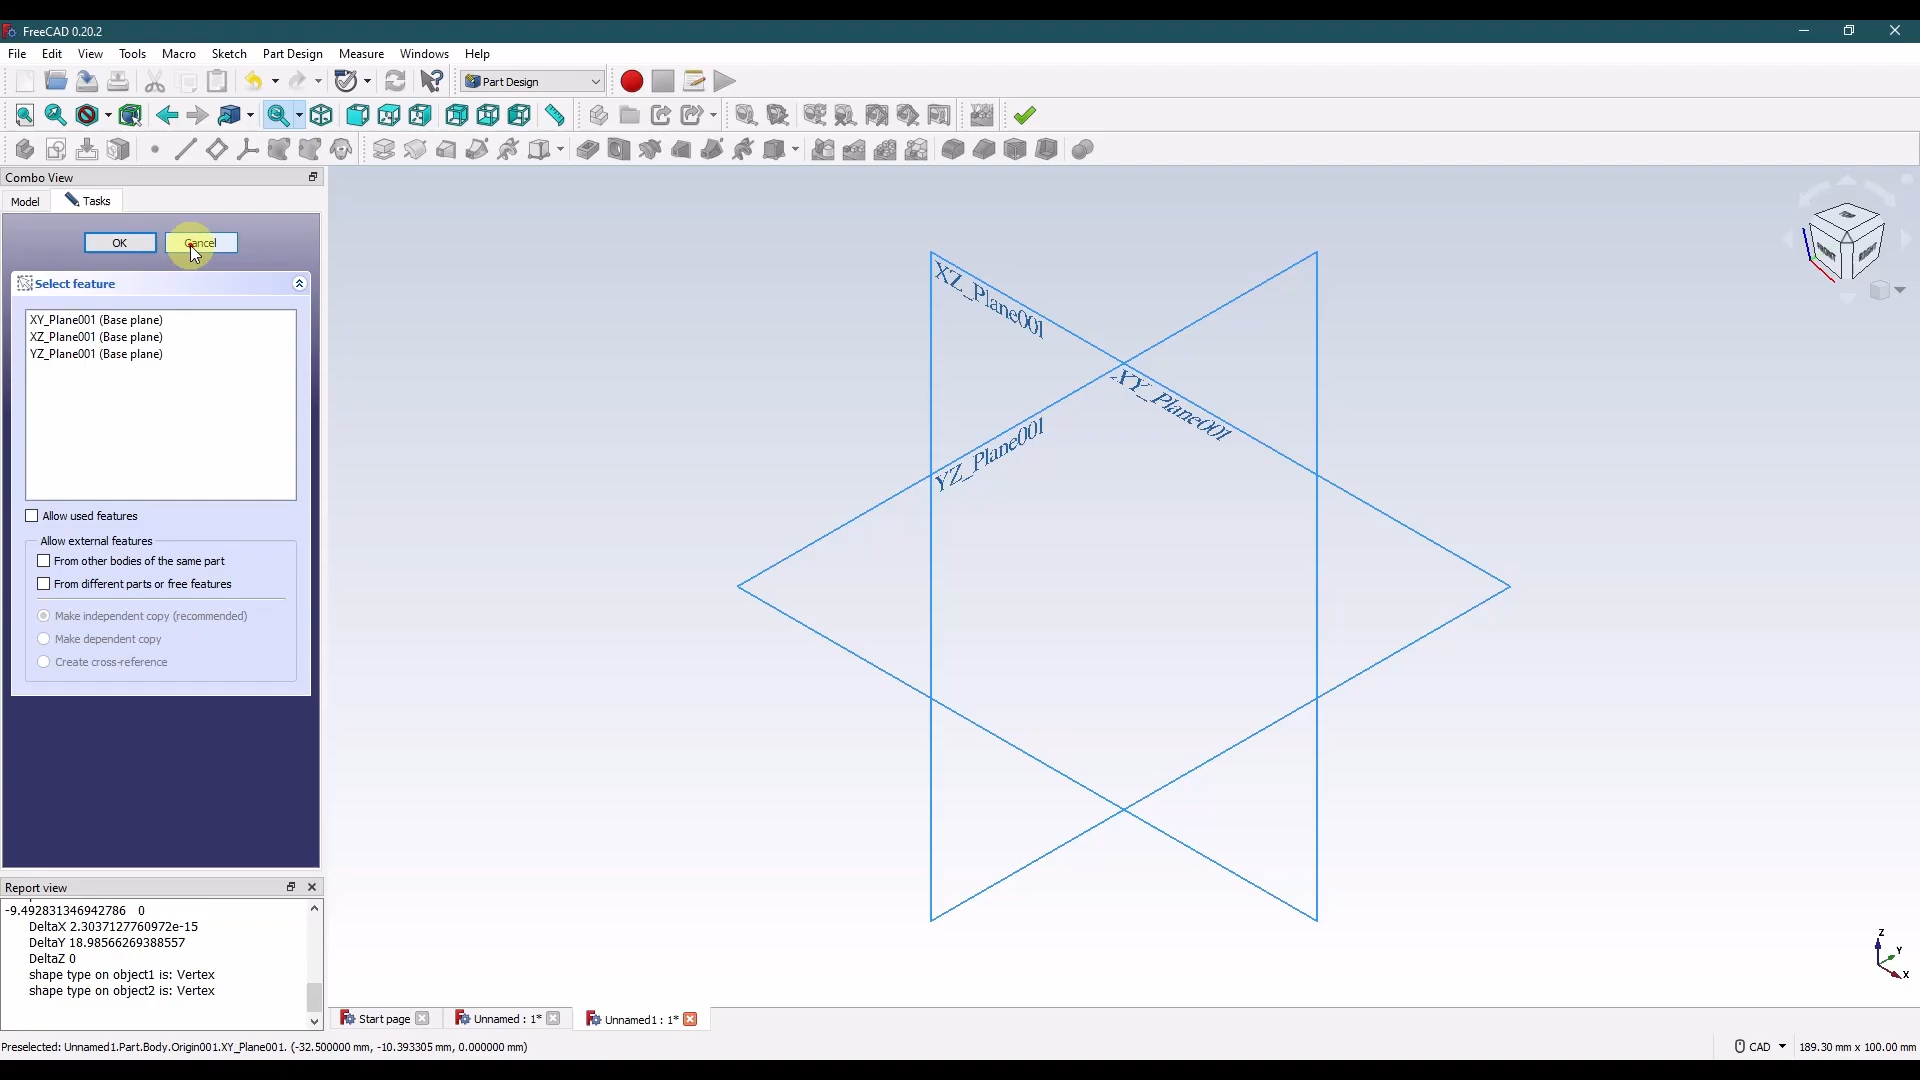 FreeCAD 0.20.2
File Edit View Tools Macro Sketch Part Design Measure Windows Help
Part Design
Combo View
Model Tasks
OK Cancel
Select feature
XY_Plane001 (Base plane)
XZ_Plane001 (Base plane)
YZ_Plane001 (Base plane)
Allow used features
Allow external features
From other bodies of the same part
From different parts or free features
Make independent copy (recommended)
Make dependent copy
Create cross-reference
XZ_Plane001
XY_Plane001
YZ_Plane001
TOP
FRONT RIGHT
Z
Y
X
Report view
-9.492831346942786 0
DeltaX 2.3037127760972e-15
DeltaY 18.98566269388557
DeltaZ 0
shape type on object1 is: Vertex
shape type on object2 is: Vertex
Start page Unnamed : 1* Unnamed1 : 1*
Preselected: Unnamed1.Part.Body.Origin001.XY_Plane001. (-32.500000 mm, -10.393305 mm, 0.000000 mm)
CAD 189.30 mm x 100.00 mm